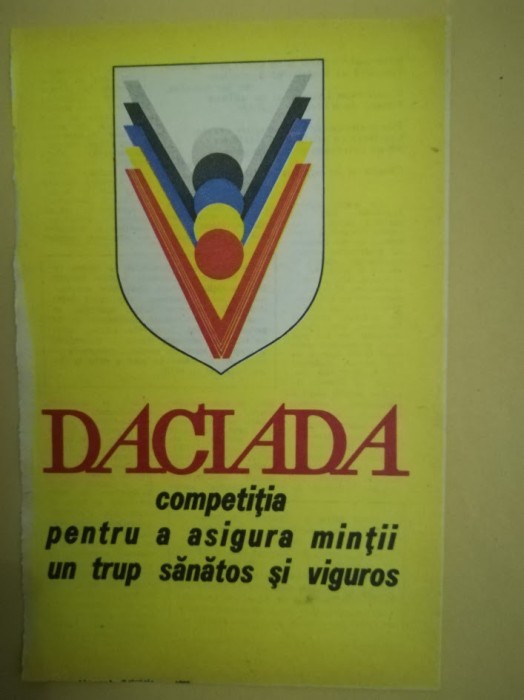 DACIADA
competiţia
pentru a asigura minţii
un trup sănătos şi viguros